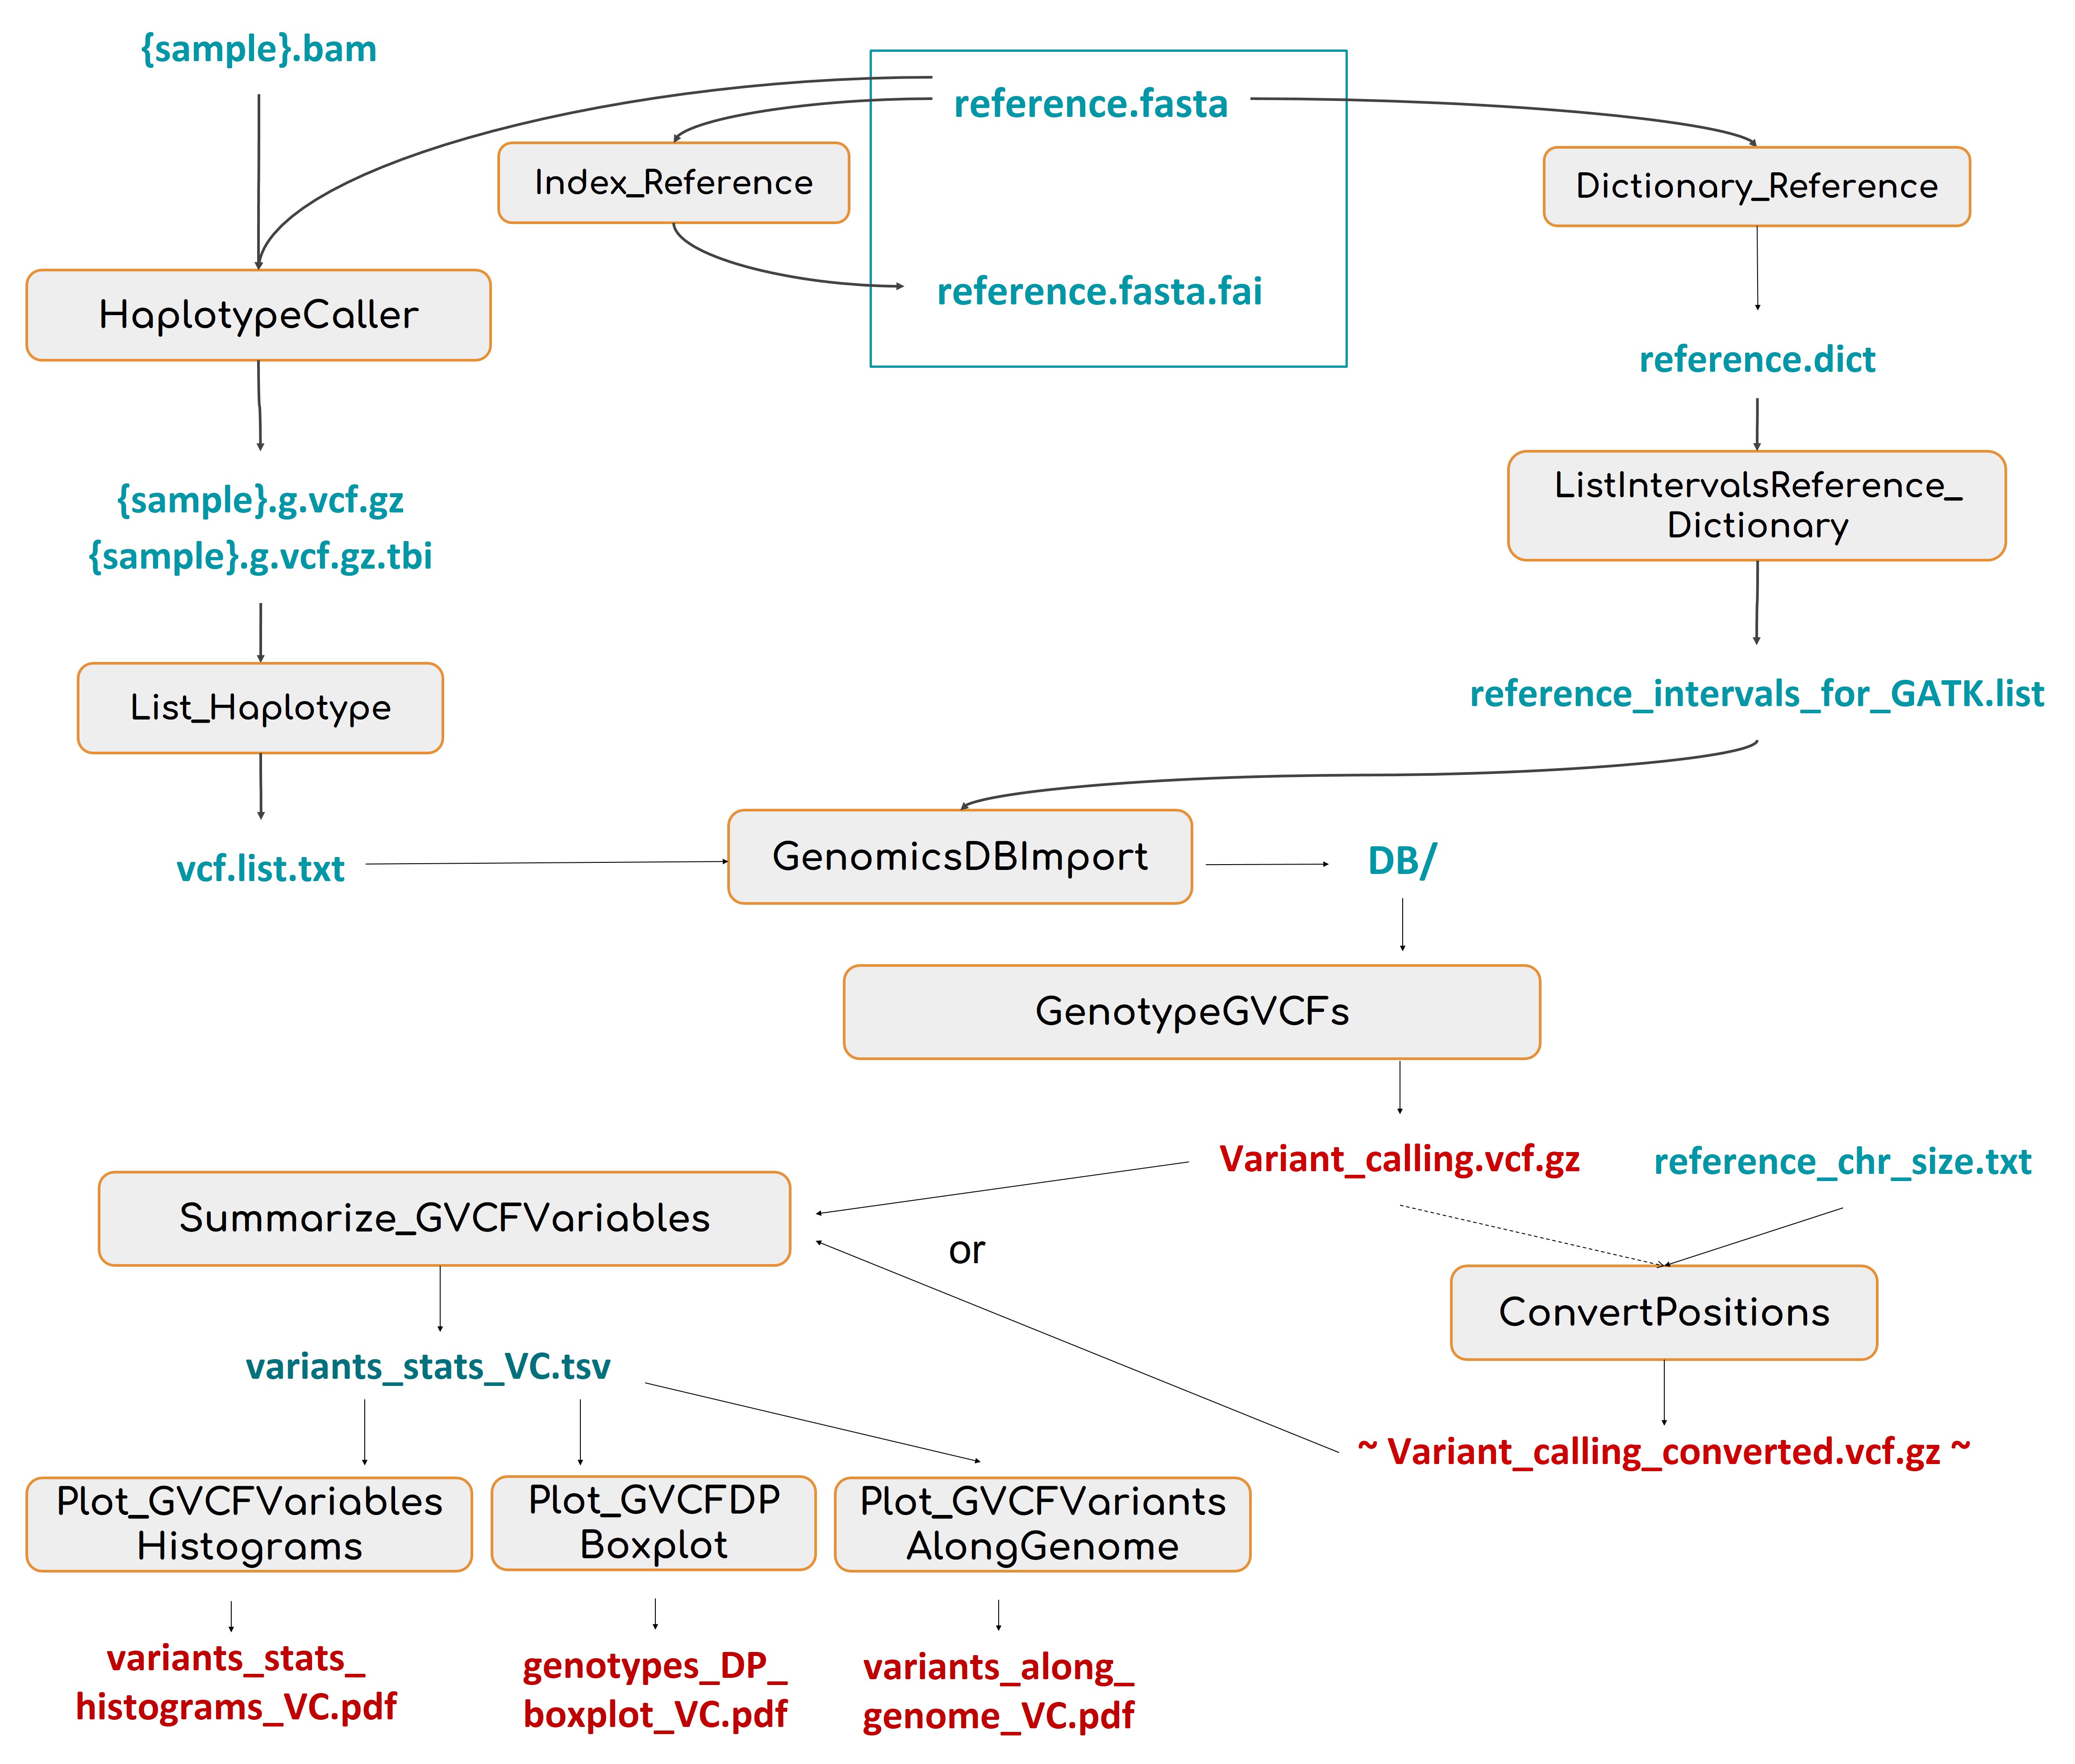 {sample}.bam
reference.fasta
Index_Reference
Dictionary_Reference
reference.fasta.fai
HaplotypeCaller
reference.dict
{sample}.g.vcf.gz
{sample}.g.vcf.gz.tbi
ListIntervalsReference_
Dictionary
List_Haplotype
reference_intervals_for_GATK.list
vcf.list.txt
GenomicsDBImport
DB/
GenotypeGVCFs
Variant_calling.vcf.gz
reference_chr_size.txt
Summarize_GVCFVariables
or
ConvertPositions
variants_stats_VC.tsv
~ Variant_calling_converted.vcf.gz ~
Plot_GVCFVariables
Histograms
Plot_GVCFDP
Boxplot
Plot_GVCFVariants
AlongGenome
variants_stats_
histograms_VC.pdf
genotypes_DP_
boxplot_VC.pdf
variants_along_
genome_VC.pdf